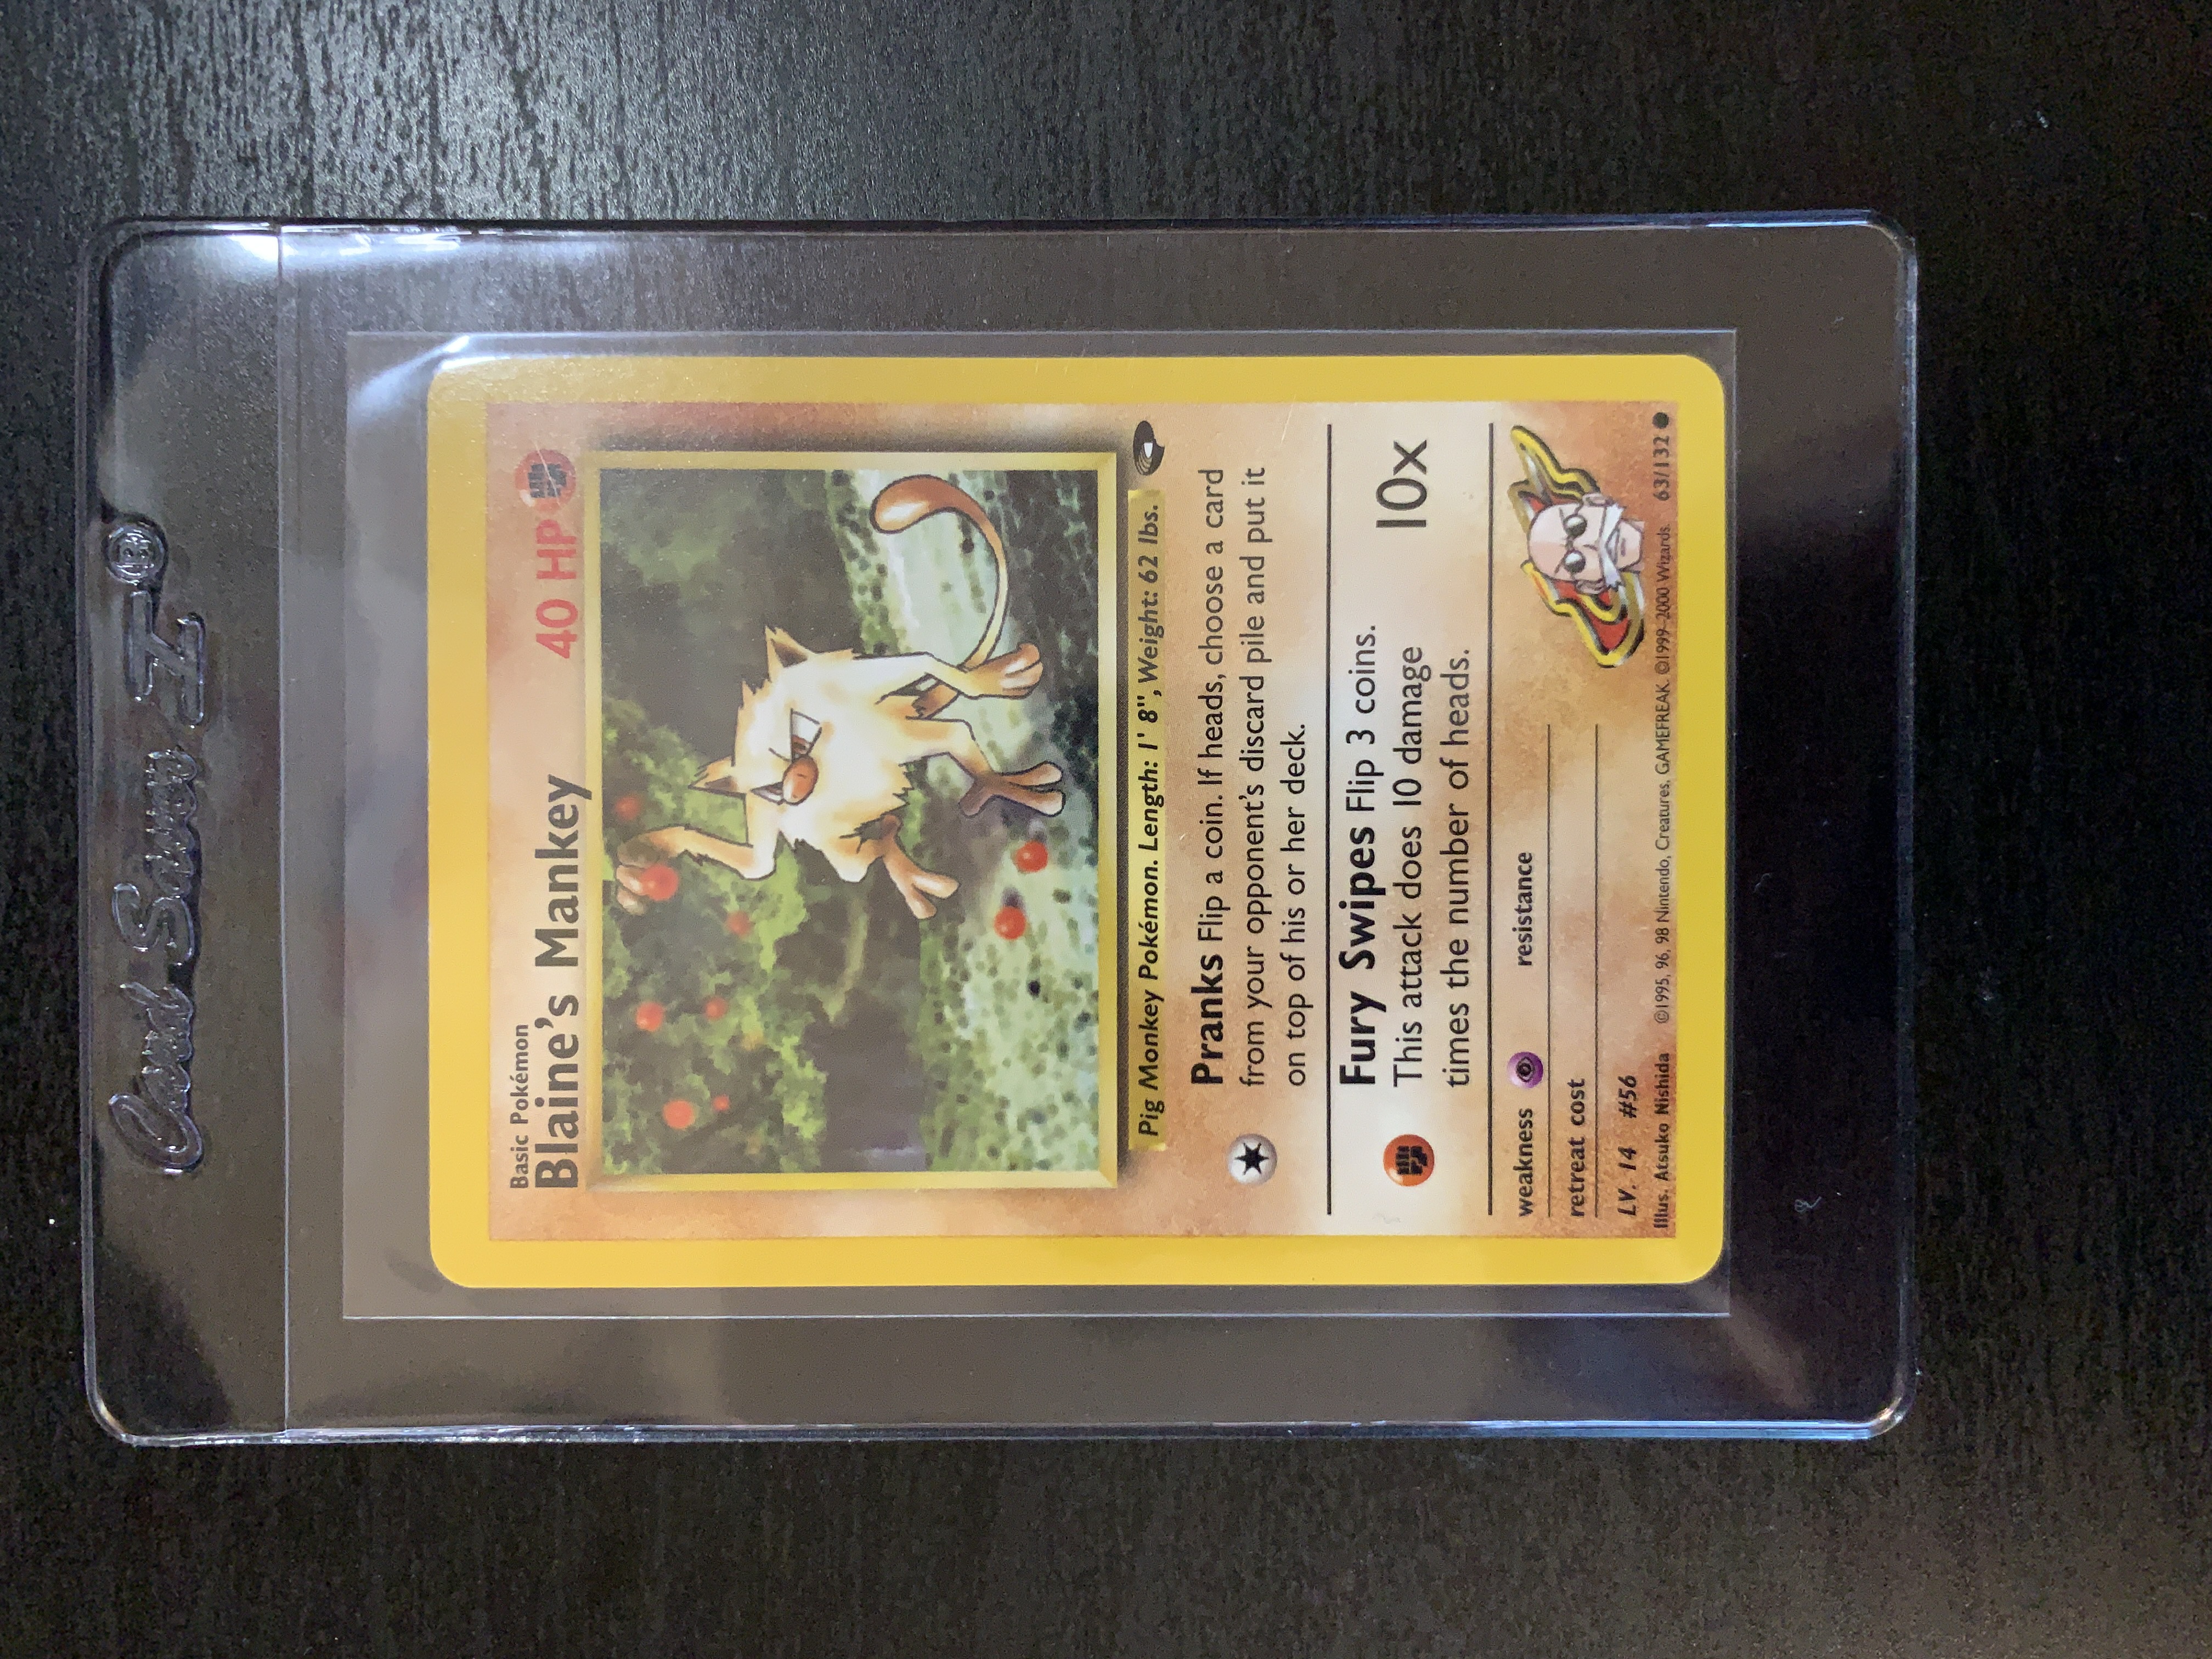 Card Saver I®
Basic Pokémon
Blaine's Mankey 40 HP
Pig Monkey Pokémon. Length: 1' 8", Weight: 62 lbs.
Pranks Flip a coin. If heads, choose a card
from your opponent's discard pile and put it
on top of his or her deck.
Fury Swipes Flip 3 coins.
This attack does 10 damage
times the number of heads.
10x
weakness resistance
retreat cost
LV. 14 #56
Illus. Atsuko Nishida ©1995, 96, 98 Nintendo, Creatures, GAMEFREAK. ©1999-2000 Wizards. 63/132